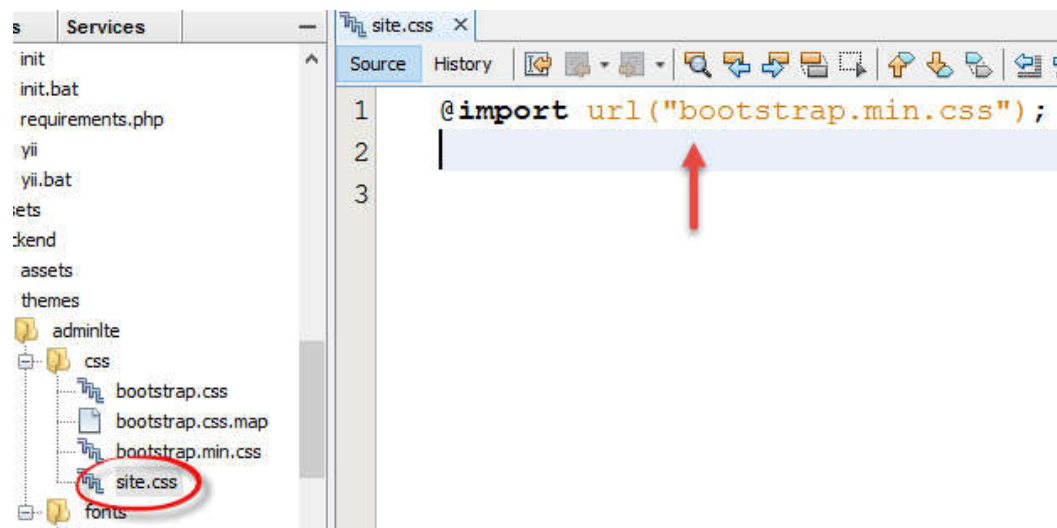 s Services
init
init.bat
requirements.php
yii
yii.bat
sets
ckend
assets
themes
adminlte
css
bootstrap.css
bootstrap.css.map
bootstrap.min.css
site.css
fonts
site.css ×
Source History
1 @import url("bootstrap.min.css");
2
3